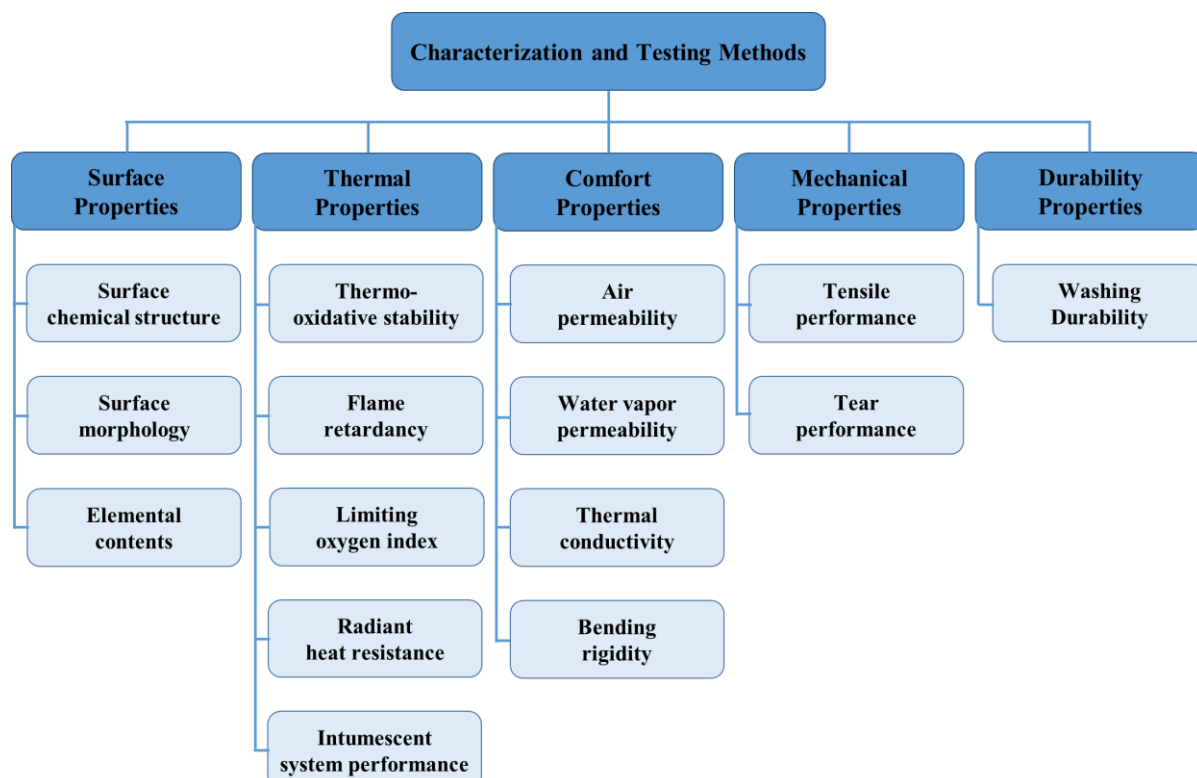 Characterization and Testing Methods
Surface
Properties
Thermal
Properties
Comfort
Properties
Mechanical
Properties
Durability
Properties
Surface
chemical structure
Surface
morphology
Elemental
contents
Thermo-
oxidative stability
Flame
retardancy
Limiting
oxygen index
Radiant
heat resistance
Intumescent
system performance
Air
permeability
Water vapor
permeability
Thermal
conductivity
Bending
rigidity
Tensile
performance
Tear
performance
Washing
Durability